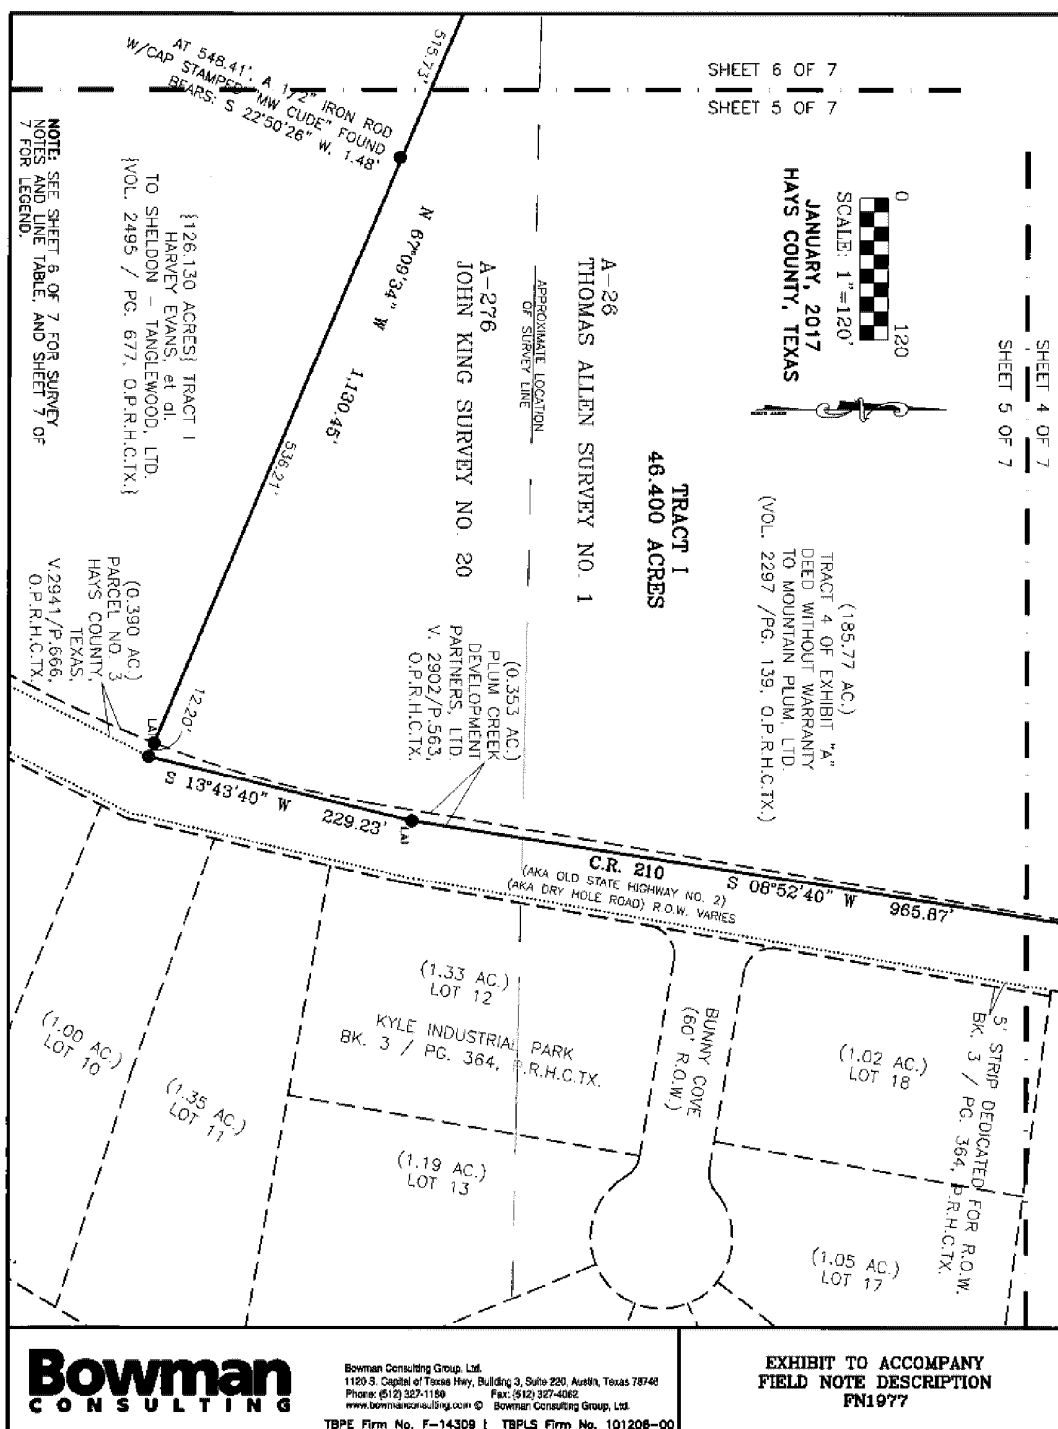 SHEET 6 OF 7
SHEET 5 OF 7
515.73'
AT 548.41', A 1/2" IRON ROD
W/CAP STAMPED "MW CUDE" FOUND
BEARS: S 22°50'26" W, 1.48'
NOTE: SEE SHEET 6 OF 7 FOR SURVEY
NOTES AND LINE TABLE, AND SHEET 7 OF
7 FOR LEGEND.
{126.130 ACRES} TRACT I
HARVEY EVANS, et al.
TO SHELDON - TANGLEWOOD, LTD.
{VOL. 2495 / PG. 677, O.P.R.H.C.TX.}
N 67°09'34" W
1,130.45'
536.21'
A-276
JOHN KING SURVEY NO. 20
APPROXIMATE LOCATION
OF SURVEY LINE
A-26
THOMAS ALLEN SURVEY NO. 1
0
120
SCALE: 1"=120'
JANUARY, 2017
HAYS COUNTY, TEXAS
SHEET 4 OF 7
SHEET 5 OF 7
TRACT 1
46.400 ACRES
(185.77 AC.)
TRACT 4 OF EXHIBIT "A"
DEED WITHOUT WARRANTY
TO MOUNTAIN PLUM, LTD.
(VOL. 2297 /PG. 139, O.P.R.H.C.TX.)
(0.390 AC.)
PARCEL NO. 3
HAYS COUNTY,
TEXAS,
V.2941/P.666,
O.P.R.H.C.TX.
(0.353 AC.)
PLUM CREEK
DEVELOPMENT
PARTNERS, LTD.
V. 2902/P.563,
O.P.R.H.C.TX.
12.20'
S 13°43'40" W
229.23'
C.R. 210
(AKA OLD STATE HIGHWAY NO. 2)
(AKA DRY HOLE ROAD) R.O.W. VARIES
S 08°52'40" W
965.87'
5' STRIP DEDICATED FOR R.O.W.
BK. 3 / PG. 364, P.R.H.C.TX.
BUNNY COVE
(60' R.O.W.)
(1.33 AC.)
LOT 12
KYLE INDUSTRIAL PARK
BK. 3 / PG. 364, P.R.H.C.TX.
(1.00 AC.)
LOT 10
(1.35 AC.)
LOT 11
(1.19 AC.)
LOT 13
(1.02 AC.)
LOT 18
(1.05 AC.)
LOT 17
Bowman
CONSULTING
Bowman Consulting Group, Ltd.
1120 S. Capital of Texas Hwy, Building 3, Suite 220, Austin, Texas 78746
Phone: (512) 327-1180 Fax: (512) 327-4062
www.bowmanconsulting.com © Bowman Consulting Group, Ltd.
TBPE Firm No. F-14309 | TBPLS Firm No. 101206-00
EXHIBIT TO ACCOMPANY
FIELD NOTE DESCRIPTION
FN1977